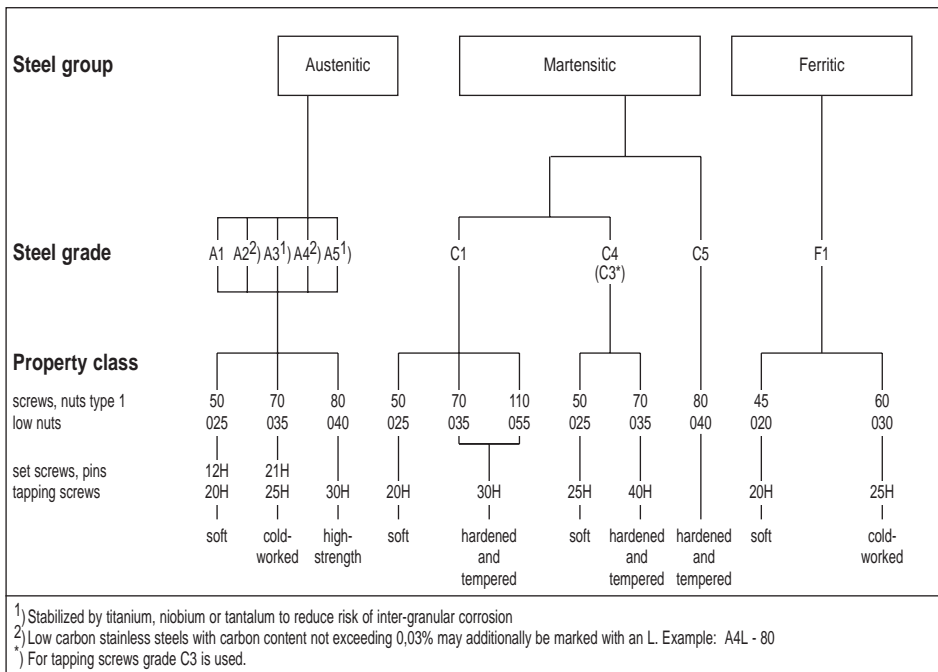 Steel group Austenitic Martensitic Ferritic
Steel grade A1 A2²) A3¹) A4²) A5¹) C1 C4 C5 F1
(C3*)
Property class
screws, nuts type 1 50 70 80 50 70 110 50 70 80 45 60
low nuts 025 035 040 025 035 055 025 035 040 020 030
set screws, pins 12H 21H
tapping screws 20H 25H 30H 20H 30H 25H 40H 20H 25H
soft cold- high- soft hardened soft hardened hardened soft cold-
worked strength and and and worked
tempered tempered tempered
¹) Stabilized by titanium, niobium or tantalum to reduce risk of inter-granular corrosion
²) Low carbon stainless steels with carbon content not exceeding 0,03% may additionally be marked with an L. Example: A4L - 80
*) For tapping screws grade C3 is used.